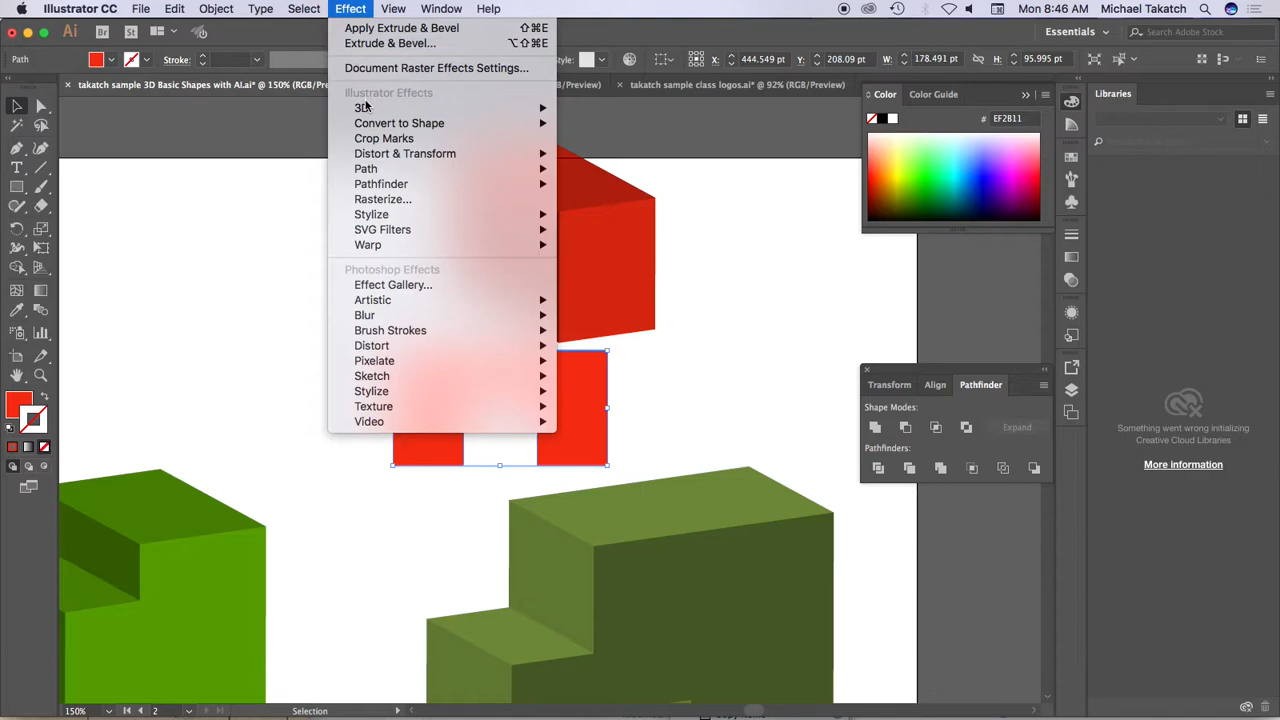 Illustrator CC File Edit Object Type Select Effect View Window Help Mon 8:46 AM Michael Takatch
Ai Br St Essentials Search Adobe Stock
Path Stroke: Style: X: 444.549 pt Y: 208.09 pt W: 178.491 pt H: 95.995 pt
takatch sample 3D Basic Shapes with AI.ai* @ 150% (RGB/Preview) takatch sample class logos.ai* @ 92% (RGB/Preview)
Apply Extrude & Bevel ⇧⌘E
Extrude & Bevel... ⌥⇧⌘E
Document Raster Effects Settings...
Illustrator Effects
3D
Convert to Shape
Crop Marks
Distort & Transform
Path
Pathfinder
Rasterize...
Stylize
SVG Filters
Warp
Photoshop Effects
Effect Gallery...
Artistic
Blur
Brush Strokes
Distort
Pixelate
Sketch
Stylize
Texture
Video
Color Color Guide
# EF2B11
Libraries
Transform Align Pathfinder
Shape Modes:
Expand
Pathfinders:
Something went wrong initializing
Creative Cloud Libraries
More information
150% 2 Selection